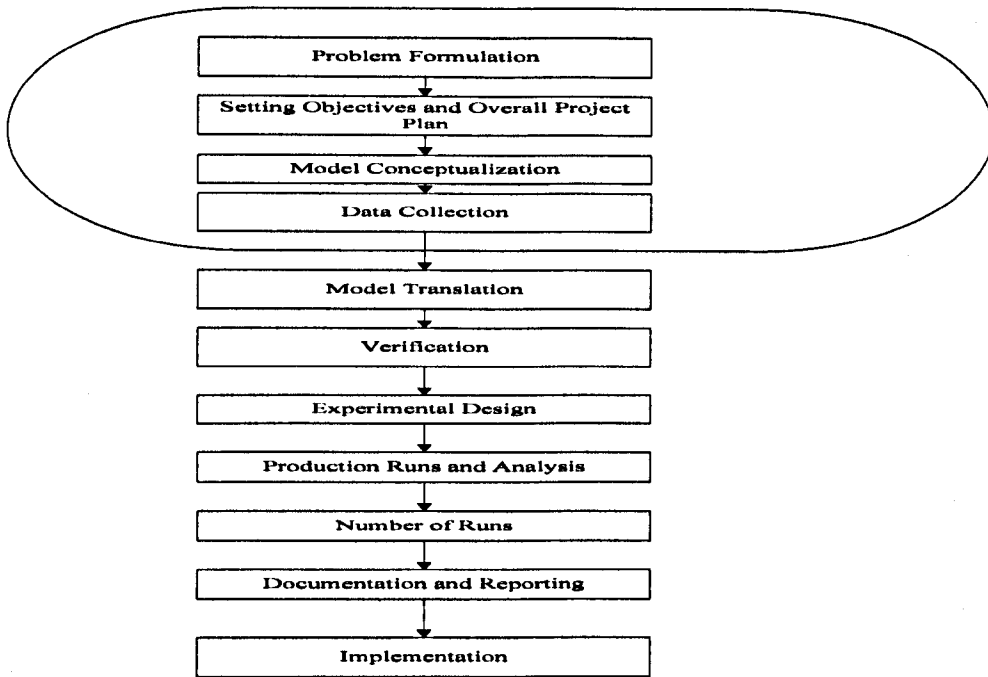 Problem Formulation
Setting Objectives and Overall Project
Plan
Model Conceptualization
Data Collection
Model Translation
Verification
Experimental Design
Production Runs and Analysis
Number of Runs
Documentation and Reporting
Implementation